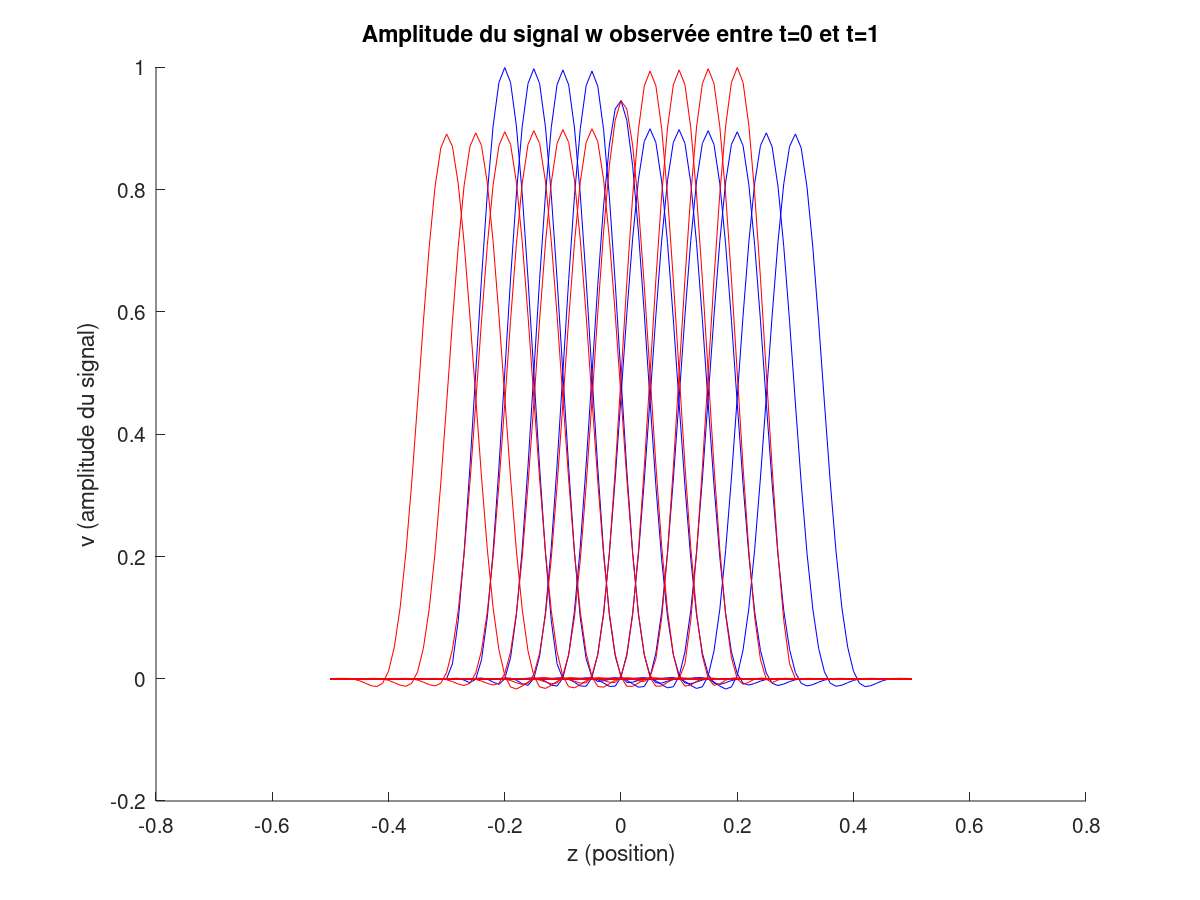 Amplitude du signal w observée entre t=0 et t=1
1
0.8
0.6
0.4
0.2
0
-0.2
v (amplitude du signal)
-0.8 -0.6 -0.4 -0.2 0 0.2 0.4 0.6 0.8
z (position)